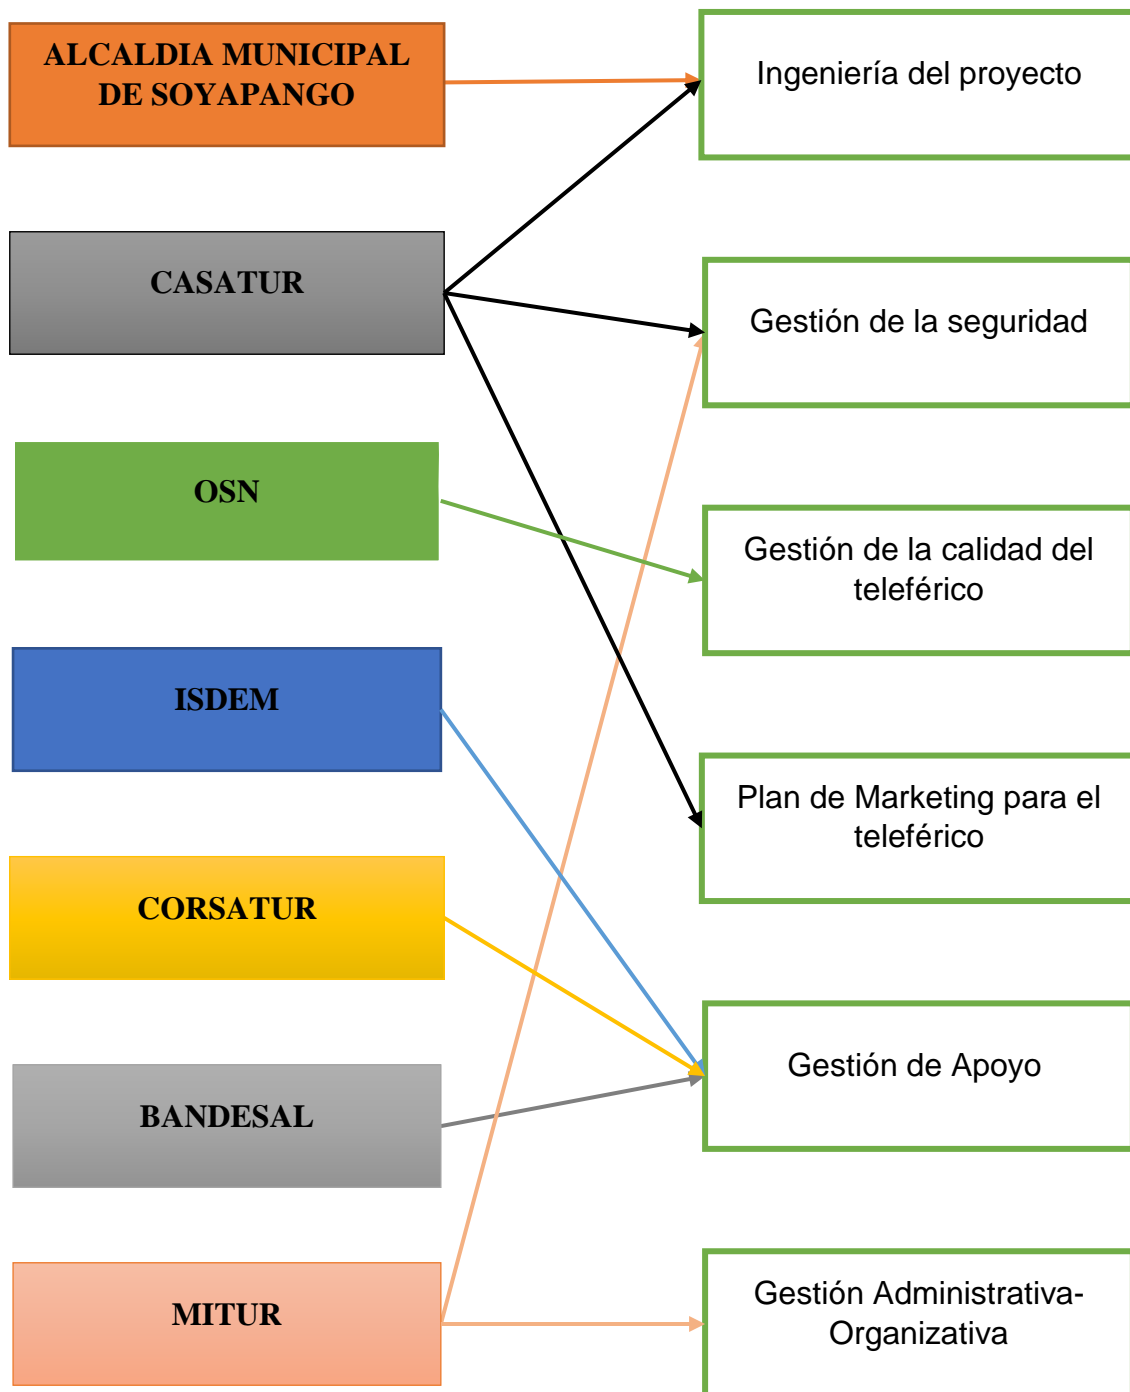 ALCALDIA MUNICIPAL
DE SOYAPANGO
Ingeniería del proyecto
CASATUR
Gestión de la seguridad
OSN
Gestión de la calidad del
teleférico
ISDEM
Plan de Marketing para el
teleférico
CORSATUR
Gestión de Apoyo
BANDESAL
MITUR
Gestión Administrativa-
Organizativa